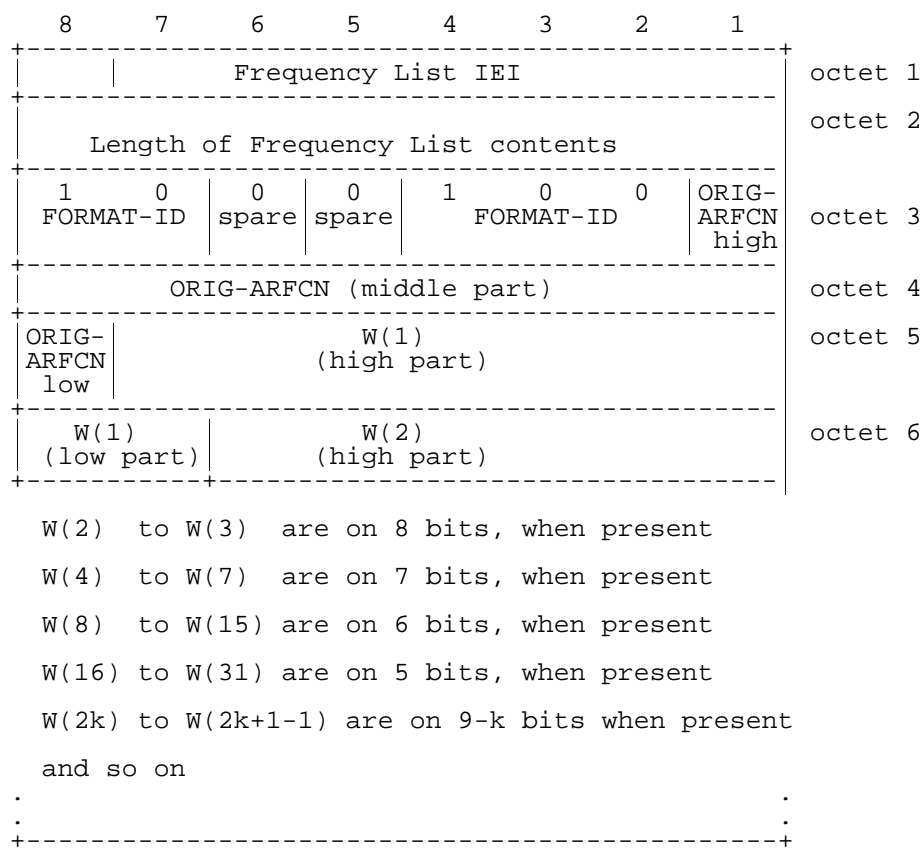 8 7 6 5 4 3 2 1
Frequency List IEI octet 1
octet 2
Length of Frequency List contents
1 0 0 0 1 0 0 ORIG-
FORMAT-ID spare spare FORMAT-ID ARFCN octet 3
high
ORIG-ARFCN (middle part) octet 4
ORIG- W(1) octet 5
ARFCN (high part)
low
W(1) W(2) octet 6
(low part) (high part)
W(2) to W(3) are on 8 bits, when present
W(4) to W(7) are on 7 bits, when present
W(8) to W(15) are on 6 bits, when present
W(16) to W(31) are on 5 bits, when present
W(2k) to W(2k+1-1) are on 9-k bits when present
and so on
. .
. .